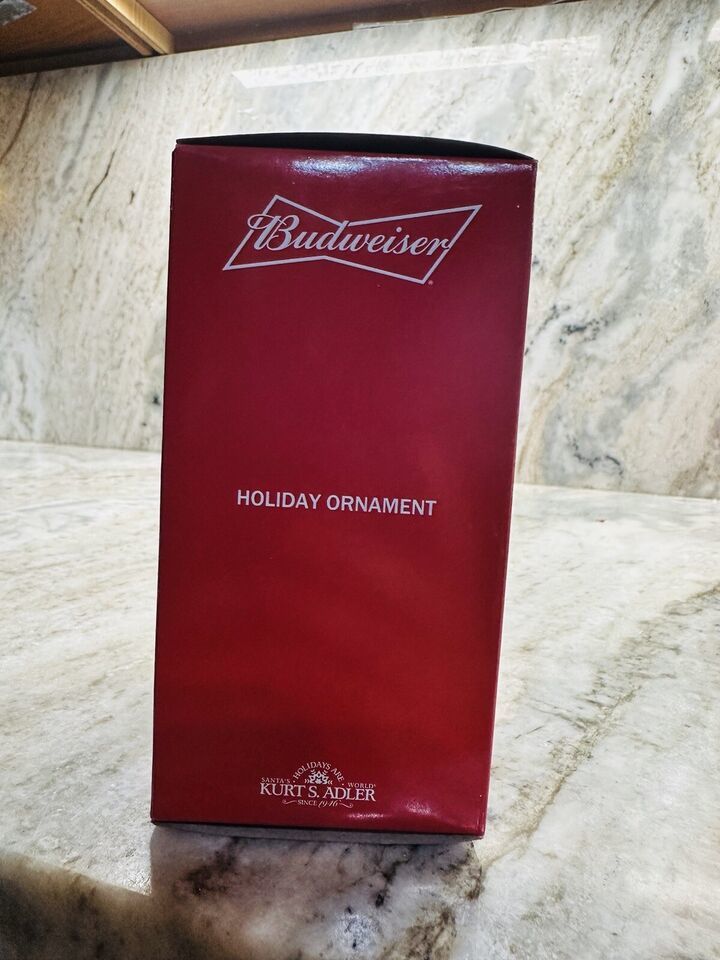 Budweiser
HOLIDAY ORNAMENT
HOLIDAYS ARE
SANTA'S WORLD®
KURT S. ADLER
SINCE 1946